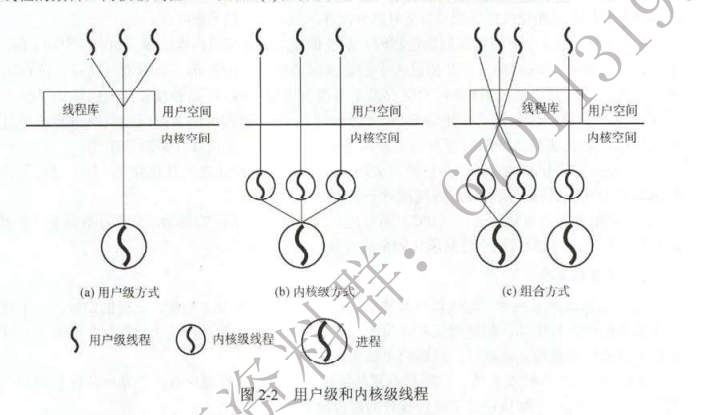 线程库
用户空间
内核空间
用户空间
内核空间
线程库
用户空间
内核空间
(a) 用户级方式
(b) 内核级方式
(c) 组合方式
用户级线程
内核级线程
进程
图 2-2 用户级和内核级线程
资料群：670113191